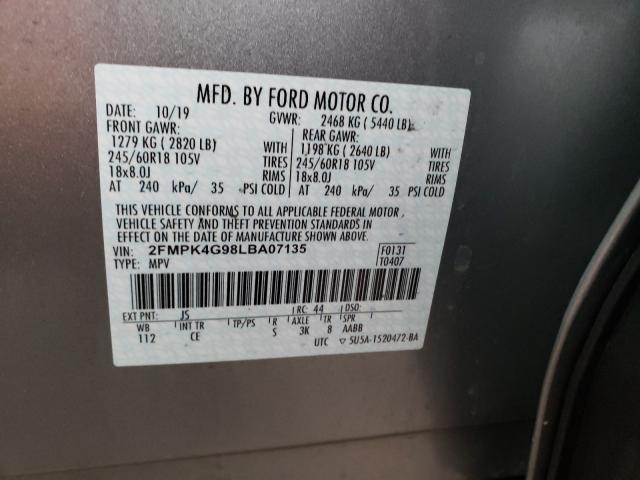 MFD. BY FORD MOTOR CO.
DATE: 10/19 GVWR: 2468 KG ( 5440 LB)
FRONT GAWR: REAR GAWR:
1279 KG ( 2820 LB) WITH 1198 KG ( 2640 LB) WITH
245/60R18 105V TIRES 245/60R18 105V TIRES
18x8.0J RIMS 18x8.0J RIMS
AT 240 kPa/ 35 PSI COLD AT 240 kPa/ 35 PSI COLD
THIS VEHICLE CONFORMS TO ALL APPLICABLE FEDERAL MOTOR
VEHICLE SAFETY AND THEFT PREVENTION STANDARDS IN
EFFECT ON THE DATE OF MANUFACTURE SHOWN ABOVE.
VIN: 2FMPK4G98LBA07135 F0131
TYPE: MPV T0407
EXT PNT: JS RC: 44 DSO:
WB INT TR TP/PS R AXLE TR SPR
112 CE S 3K 8 AABB
UTC ▽ 5U5A-1520472-BA